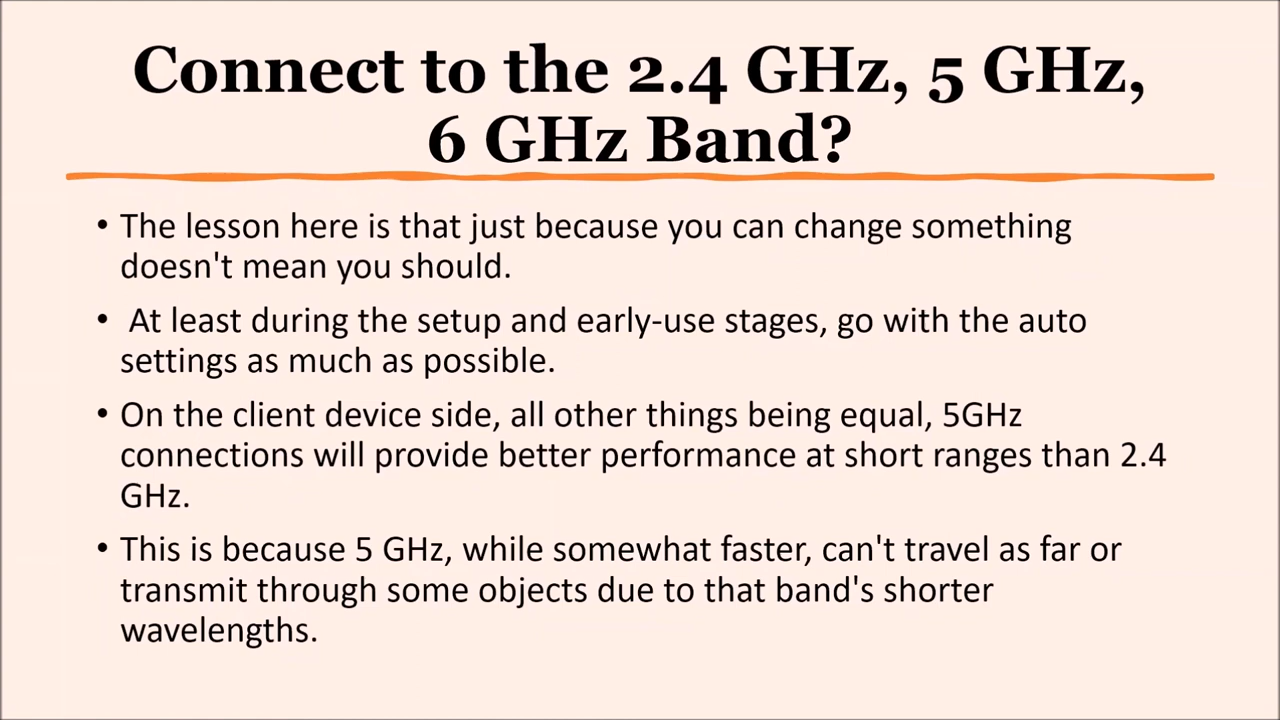 Connect to the 2.4 GHz, 5 GHz,
6 GHz Band?
• The lesson here is that just because you can change something
doesn't mean you should.
• At least during the setup and early-use stages, go with the auto
settings as much as possible.
• On the client device side, all other things being equal, 5GHz
connections will provide better performance at short ranges than 2.4
GHz.
• This is because 5 GHz, while somewhat faster, can't travel as far or
transmit through some objects due to that band's shorter
wavelengths.